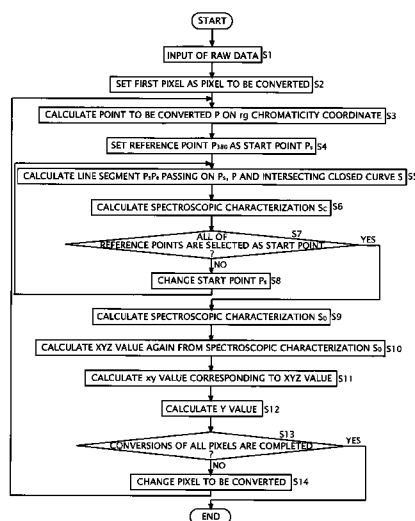 START
INPUT OF RAW DATA S1
SET FIRST PIXEL AS PIXEL TO BE CONVERTED S2
CALCULATE POINT TO BE CONVERTED P ON rg CHROMATICITY COORDINATE S3
SET REFERENCE POINT P380 AS START POINT Ps S4
CALCULATE LINE SEGMENT PsPe PASSING ON Ps, P AND INTERSECTING CLOSED CURVE S S5
CALCULATE SPECTROSCOPIC CHARACTERIZATION Sc S6
S7
ALL OF
REFERENCE POINTS ARE SELECTED AS START POINT YES
?
NO
CHANGE START POINT Ps S8
CALCULATE SPECTROSCOPIC CHARACTERIZATION S0 S9
CALCULATE XYZ VALUE AGAIN FROM SPECTROSCOPIC CHARACTERIZATION S0 S10
CALCULATE xy VALUE CORRESPONDING TO XYZ VALUE S11
CALCULATE Y VALUE S12
S13
CONVERSIONS OF ALL PIXELS ARE COMPLETED YES
?
NO
CHANGE PIXEL TO BE CONVERTED S14
END